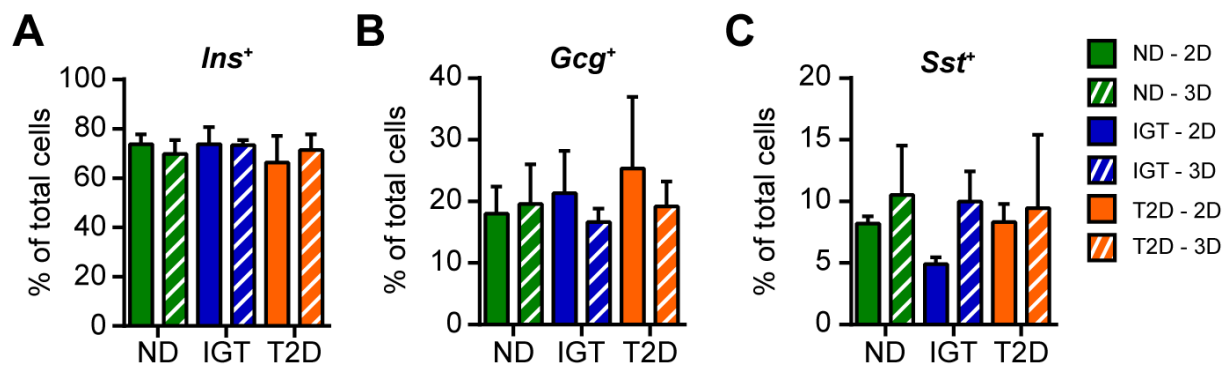 A
Ins+
% of total cells
100
80
60
40
20
0
ND IGT T2D
B
Gcg+
% of total cells
40
30
20
10
0
ND IGT T2D
C
Sst+
% of total cells
20
15
10
5
0
ND IGT T2D
ND - 2D
ND - 3D
IGT - 2D
IGT - 3D
T2D - 2D
T2D - 3D